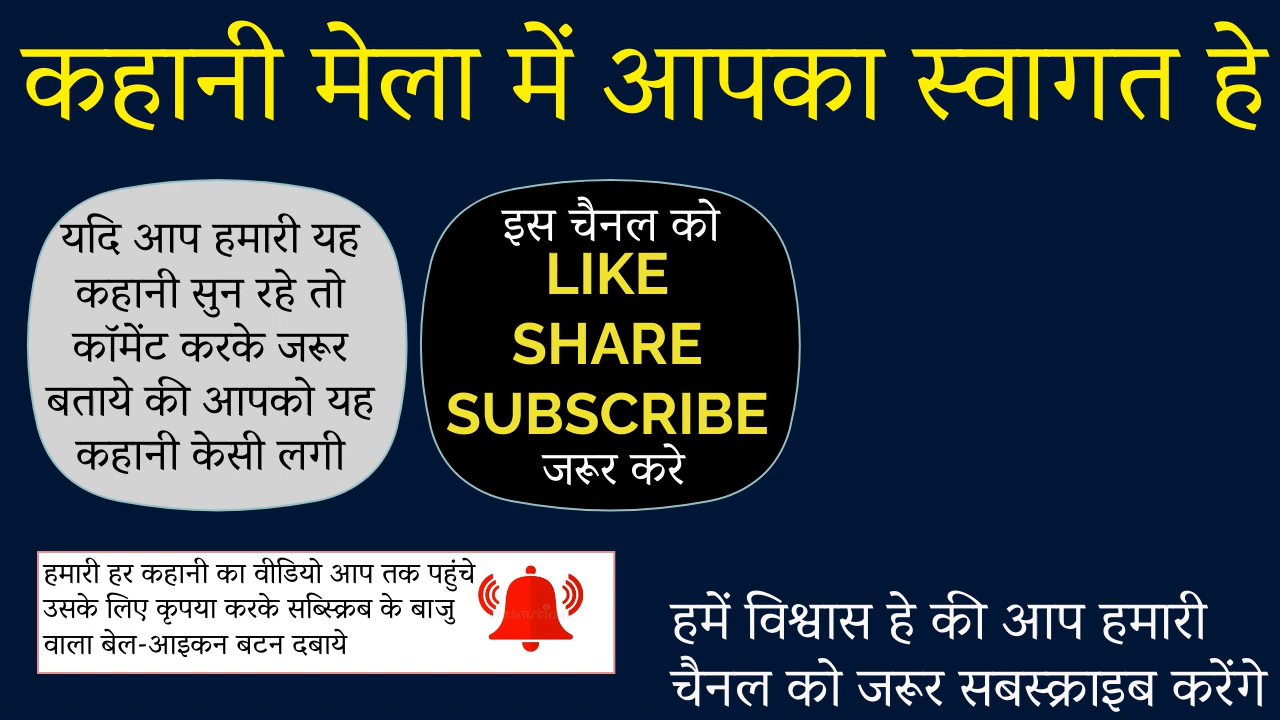 कहानी मेला में आपका स्वागत हे
यदि आप हमारी यह
कहानी सुन रहे तो
कॉमेंट करके जरूर
बताये की आपको यह
कहानी केसी लगी
इस चैनल को
LIKE
SHARE
SUBSCRIBE
जरूर करे
हमारी हर कहानी का वीडियो आप तक पहुंचे
उसके लिए कृपया करके सब्स्क्रिब के बाजु
वाला बेल-आइकन बटन दबाये
हमें विश्वास हे की आप हमारी
चैनल को जरूर सबस्क्राइब करेंगे